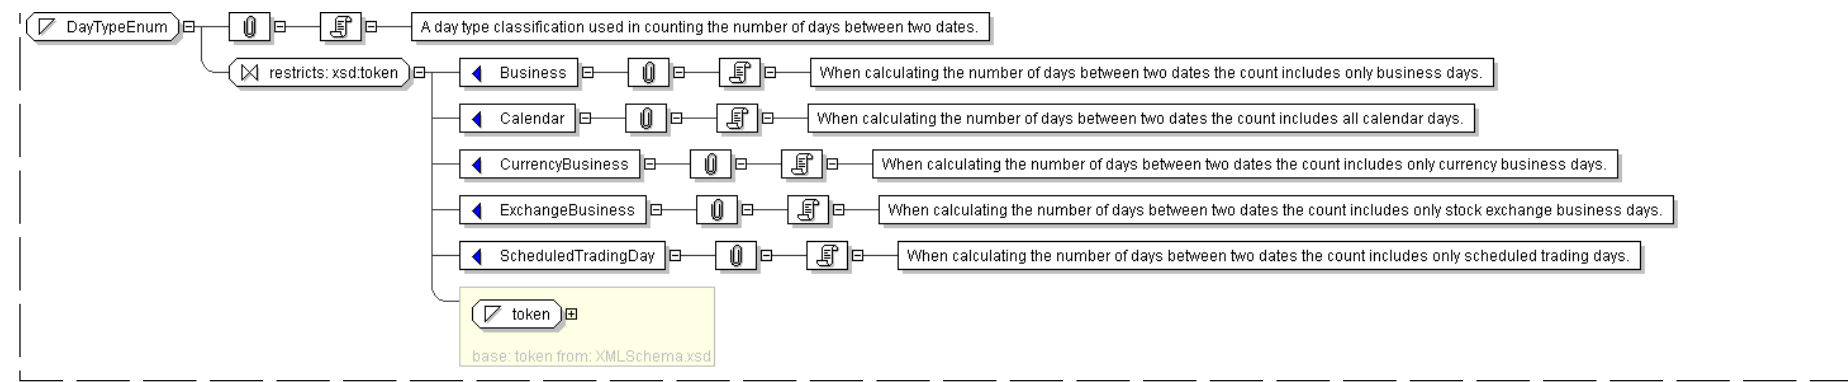 DayTypeEnum A day type classification used in counting the number of days between two dates.
restricts: xsd:token Business When calculating the number of days between two dates the count includes only business days.
Calendar When calculating the number of days between two dates the count includes all calendar days.
CurrencyBusiness When calculating the number of days between two dates the count includes only currency business days.
ExchangeBusiness When calculating the number of days between two dates the count includes only stock exchange business days.
ScheduledTradingDay When calculating the number of days between two dates the count includes only scheduled trading days.
token
base: token from: XMLSchema.xsd